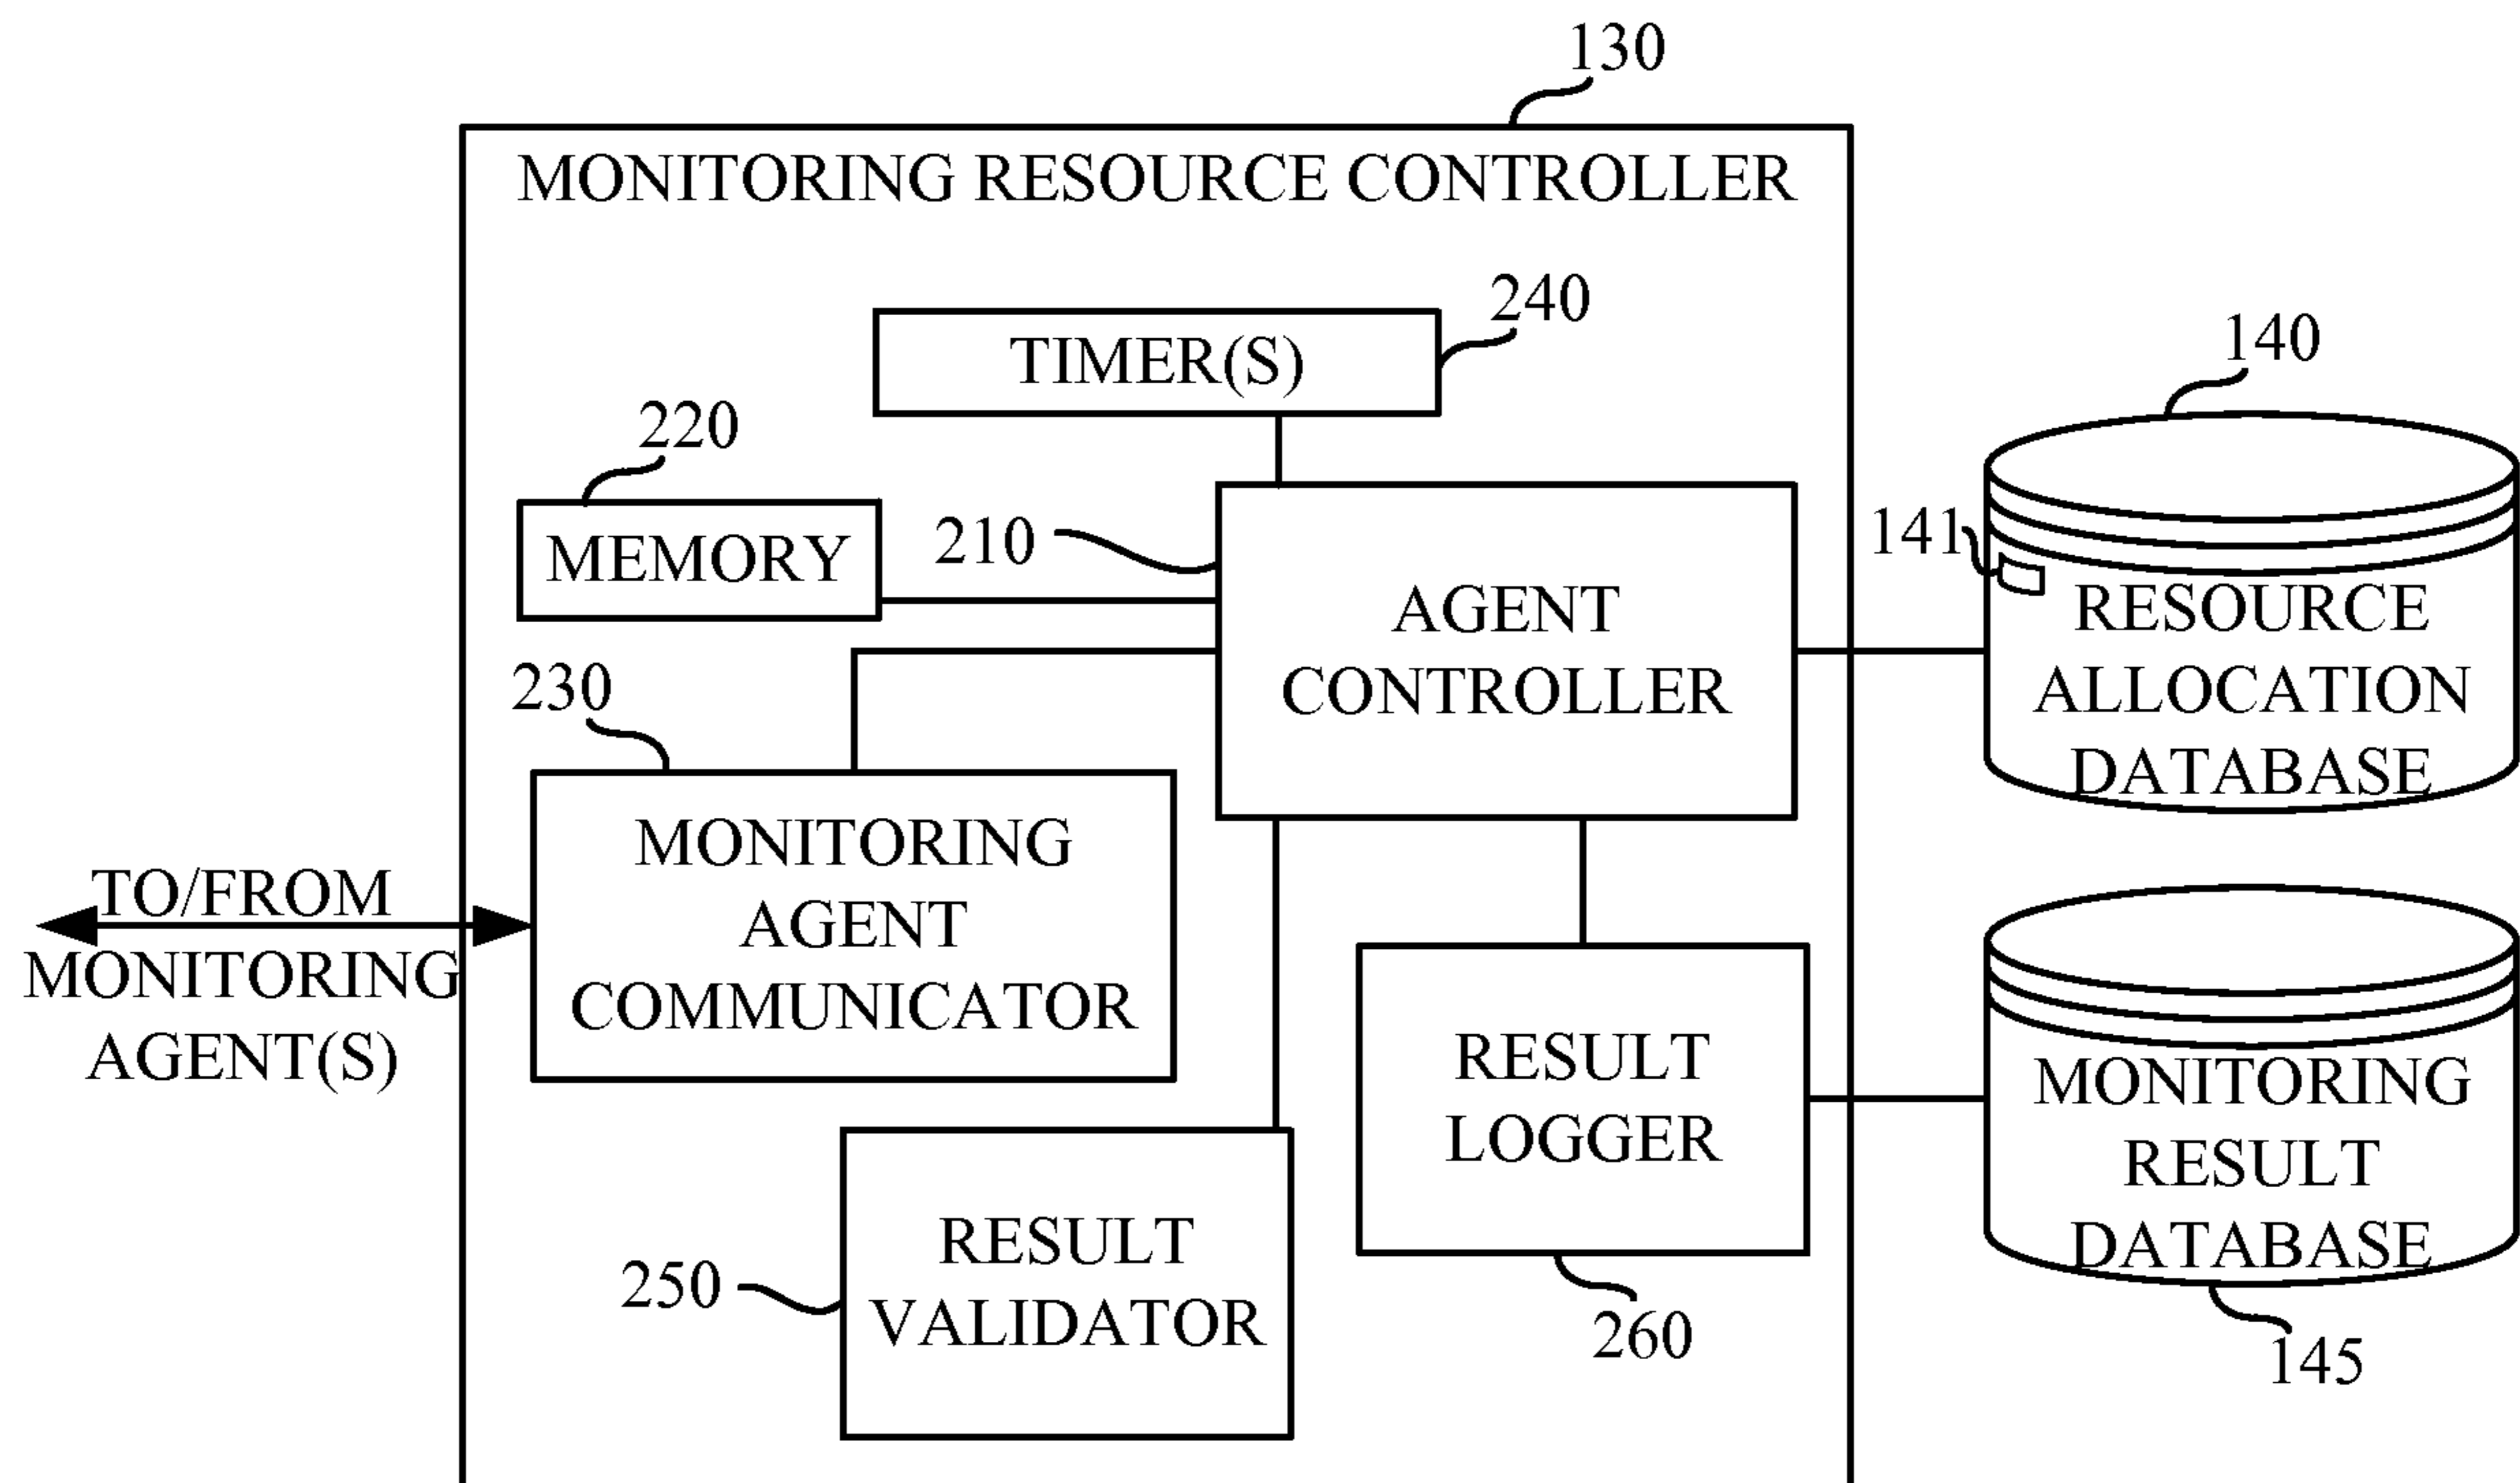 130
MONITORING RESOURCE CONTROLLER
240
TIMER(S)
140
220
MEMORY
210
141
AGENT
CONTROLLER
RESOURCE
ALLOCATION
DATABASE
230
MONITORING
AGENT
COMMUNICATOR
TO/FROM
MONITORING
AGENT(S)
RESULT
LOGGER
MONITORING
RESULT
DATABASE
250
RESULT
VALIDATOR
260
145